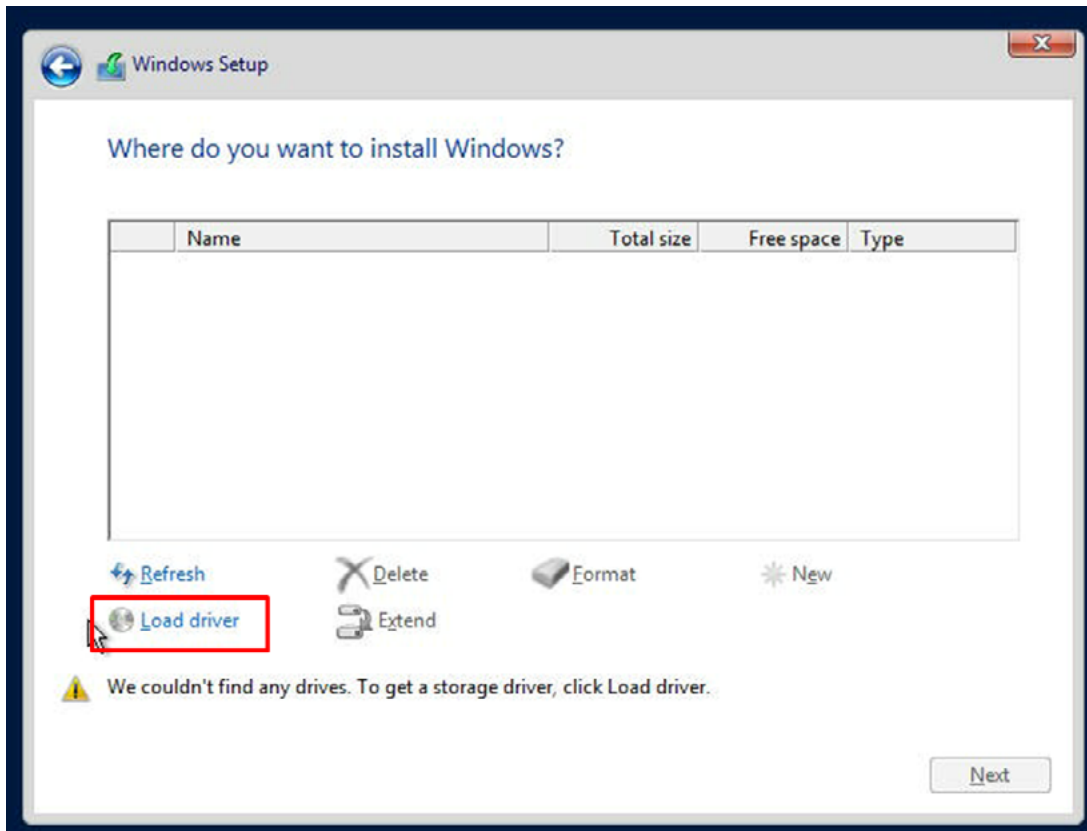 Windows Setup
Where do you want to install Windows?
Name Total size Free space Type
Refresh Delete Format New
Load driver Extend
We couldn't find any drives. To get a storage driver, click Load driver.
Next